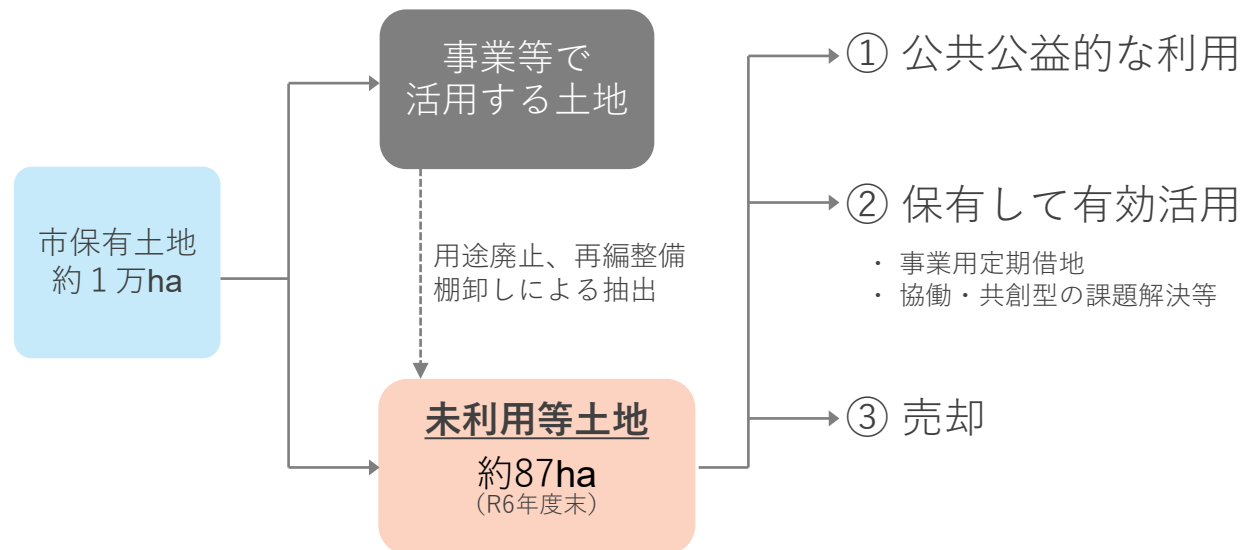 市保有土地
約１万ha
事業等で
活用する土地
用途廃止、再編整備
棚卸しによる抽出
未利用等土地
約87ha
（R6年度末）
① 公共公益的な利用
② 保有して有効活用
・ 事業用定期借地
・ 協働・共創型の課題解決等
③ 売却